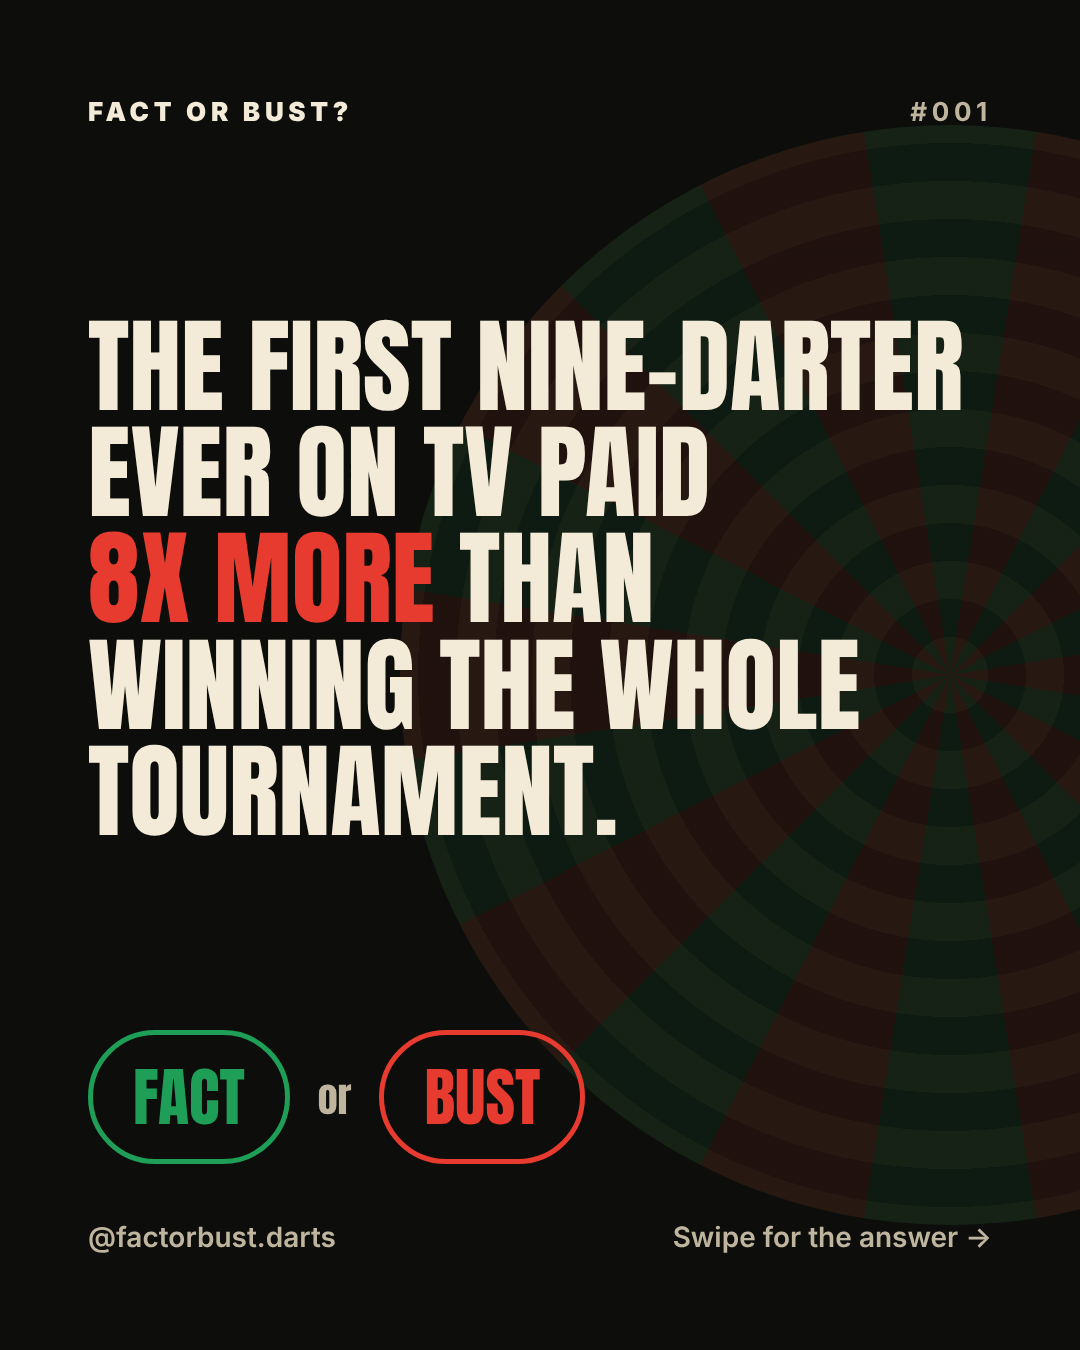 FACT OR BUST?
#001
THE FIRST NINE-DARTER
EVER ON TV PAID
8X MORE THAN
WINNING THE WHOLE
TOURNAMENT.
FACT or BUST
@factorbust.darts
Swipe for the answer →